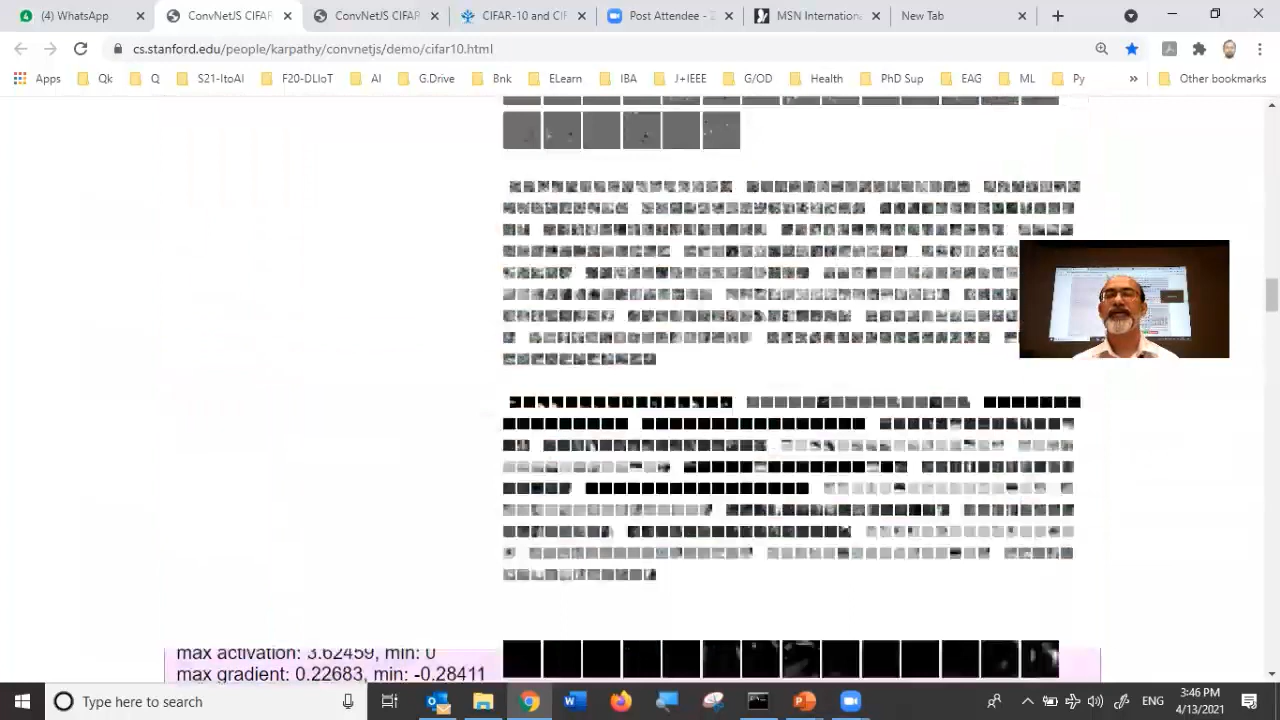 (4) WhatsApp
ConvNetJS CIFAR
ConvNetJS CIFAR
CIFAR-10 and CIF
Post Attendee - Z
MSN Internationa
New Tab
cs.stanford.edu/people/karpathy/convnetjs/demo/cifar10.html
Apps Qk Q S21-ItoAI F20-DLIoT AI G.Drive Bnk ELearn IBA J+IEEE G/OD Health PhD Sup EAG ML Py » Other bookmarks
max activation: 3.62459, min: 0
max gradient: 0.22683, min: -0.28411
Type here to search
ENG
3:46 PM
4/13/2021